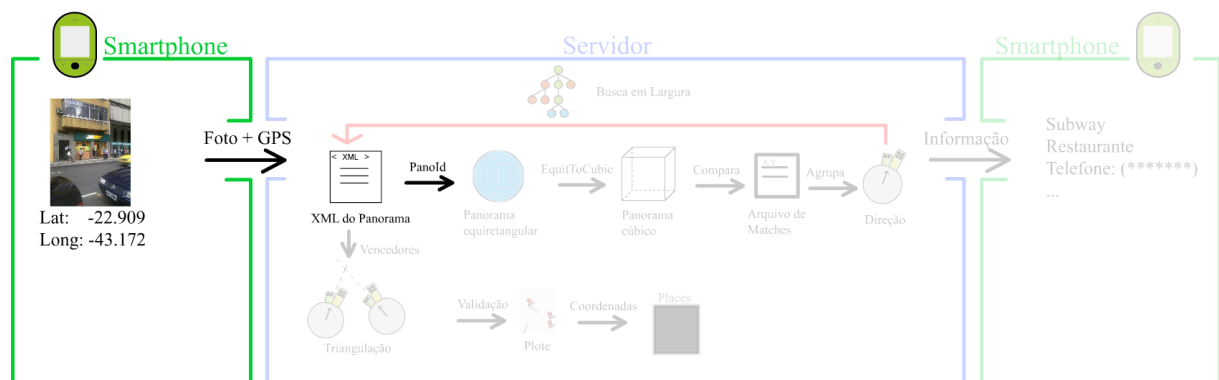 Smartphone
Servidor
Smartphone
Busca em Largura
Foto + GPS
Informação
Lat: -22.909
Long: -43.172
< XML >
XML do Panorama
PanoId
Panorama
equiretangular
EquitToCubic
Panorama
cúbico
Compara
X, Y
Arquivo de
Matches
Agrupa
Direção
Subway
Restaurante
Telefone: (*******)
...
Vencedores
Triangulação
Validação
Plote
Coordenadas
Places